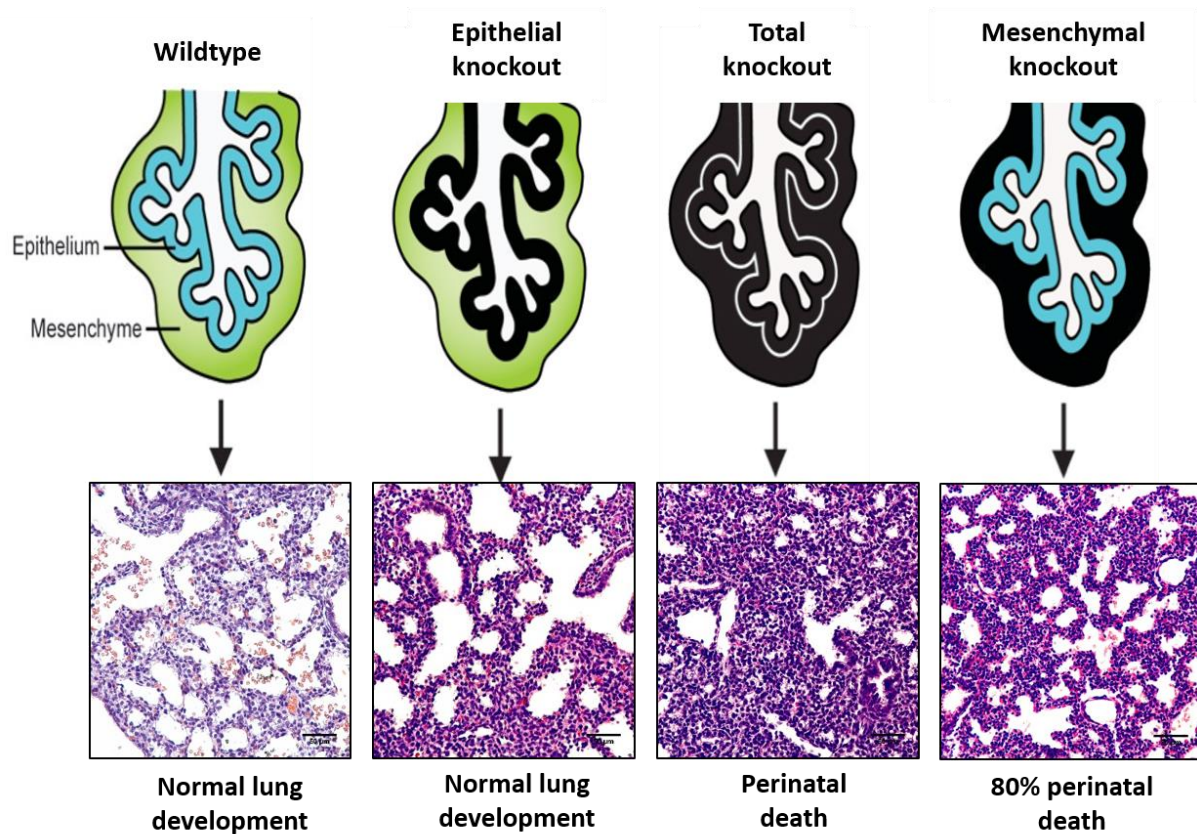 Wildtype
Epithelial
knockout
Total
knockout
Mesenchymal
knockout
Epithelium
Mesenchyme
Normal lung
development
Normal lung
development
Perinatal
death
80% perinatal
death